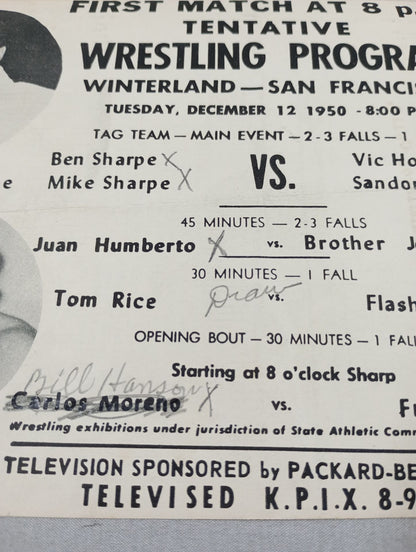 FIRST MATCH AT 8 p.
TENTATIVE
WRESTLING PROGRA
WINTERLAND — SAN FRANCIS
TUESDAY, DECEMBER 12 1950 - 8:00 P
TAG TEAM — MAIN EVENT — 2-3 FALLS — 1
Ben Sharpe X VS. Vic Ho
e Mike Sharpe X Sando
45 MINUTES — 2-3 FALLS
Juan Humberto X vs. Brother J
30 MINUTES — 1 FALL
Tom Rice Draw vs. Flash
OPENING BOUT — 30 MINUTES — 1 FALL
Starting at 8 o'clock Sharp
Bill Hanson X
Carlos Moreno vs. F
Wrestling exhibitions under jurisdiction of State Athletic Com
TELEVISION SPONSORED by PACKARD-BE
TELEVISED K.P.I.X. 8-9